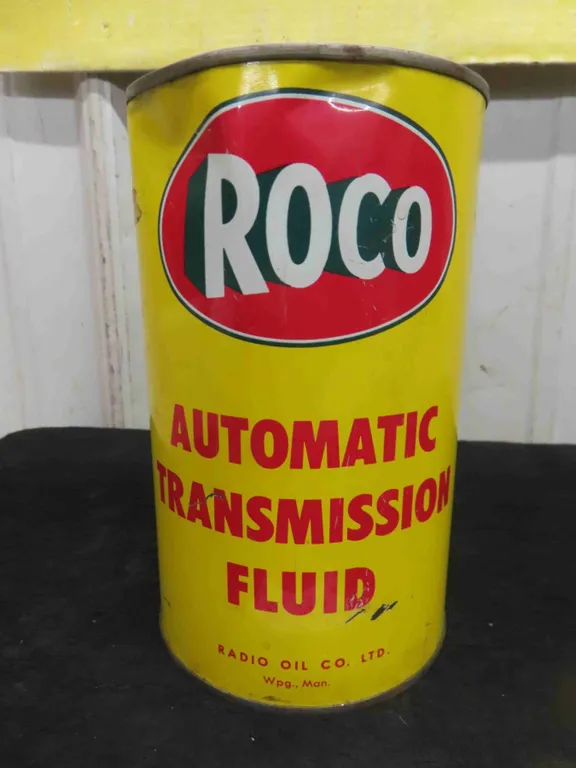 ROCO
AUTOMATIC
TRANSMISSION
FLUID
RADIO OIL CO. LTD.
Wpg., Man.